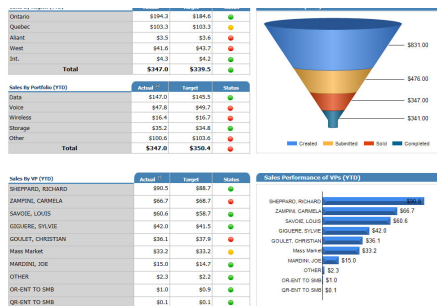 Ontario $194.3 $184.6
Quebec $103.3 $103.3
Aliant $3.5 $3.6
West $41.6 $43.7
Int. $4.3 $4.2
Total $347.0 $339.5
Sales By Portfolio (YTD) Actual Target Status
Data $147.0 $145.5
Voice $47.8 $49.7
Wireless $16.4 $16.7
Storage $35.2 $34.8
Other $100.6 $103.6
Total $347.0 $350.4
$831.00
$476.00
$347.00
$341.00
Created Submitted Sold Completed
Sales By VP (YTD) Actual Target Status
SHEPPARD, RICHARD $90.5 $88.7
ZAMPINI, CARMELA $66.7 $68.7
SAVOIE, LOUIS $60.6 $58.7
GIGUERE, SYLVIE $42.0 $41.5
GOULET, CHRISTIAN $36.1 $37.9
Mass Market $33.2 $33.2
MARDINI, JOE $15.0 $14.7
OTHER $2.3 $2.2
OR-ENT TO SMB $1.0 $0.9
QR-ENT TO SMB $0.1 $0.1
Sales Performance of VPs (YTD)
SHEPPARD, RICHARD $90.5
ZAMPINI, CARMELA $66.7
SAVOIE, LOUIS $60.6
GIGUERE, SYLVIE $42.0
GOULET, CHRISTIAN $36.1
Mass Market $33.2
MARDINI, JOE $15.0
OTHER $2.3
OR-ENT TO SMB $1.0
QR-ENT TO SMB $0.1